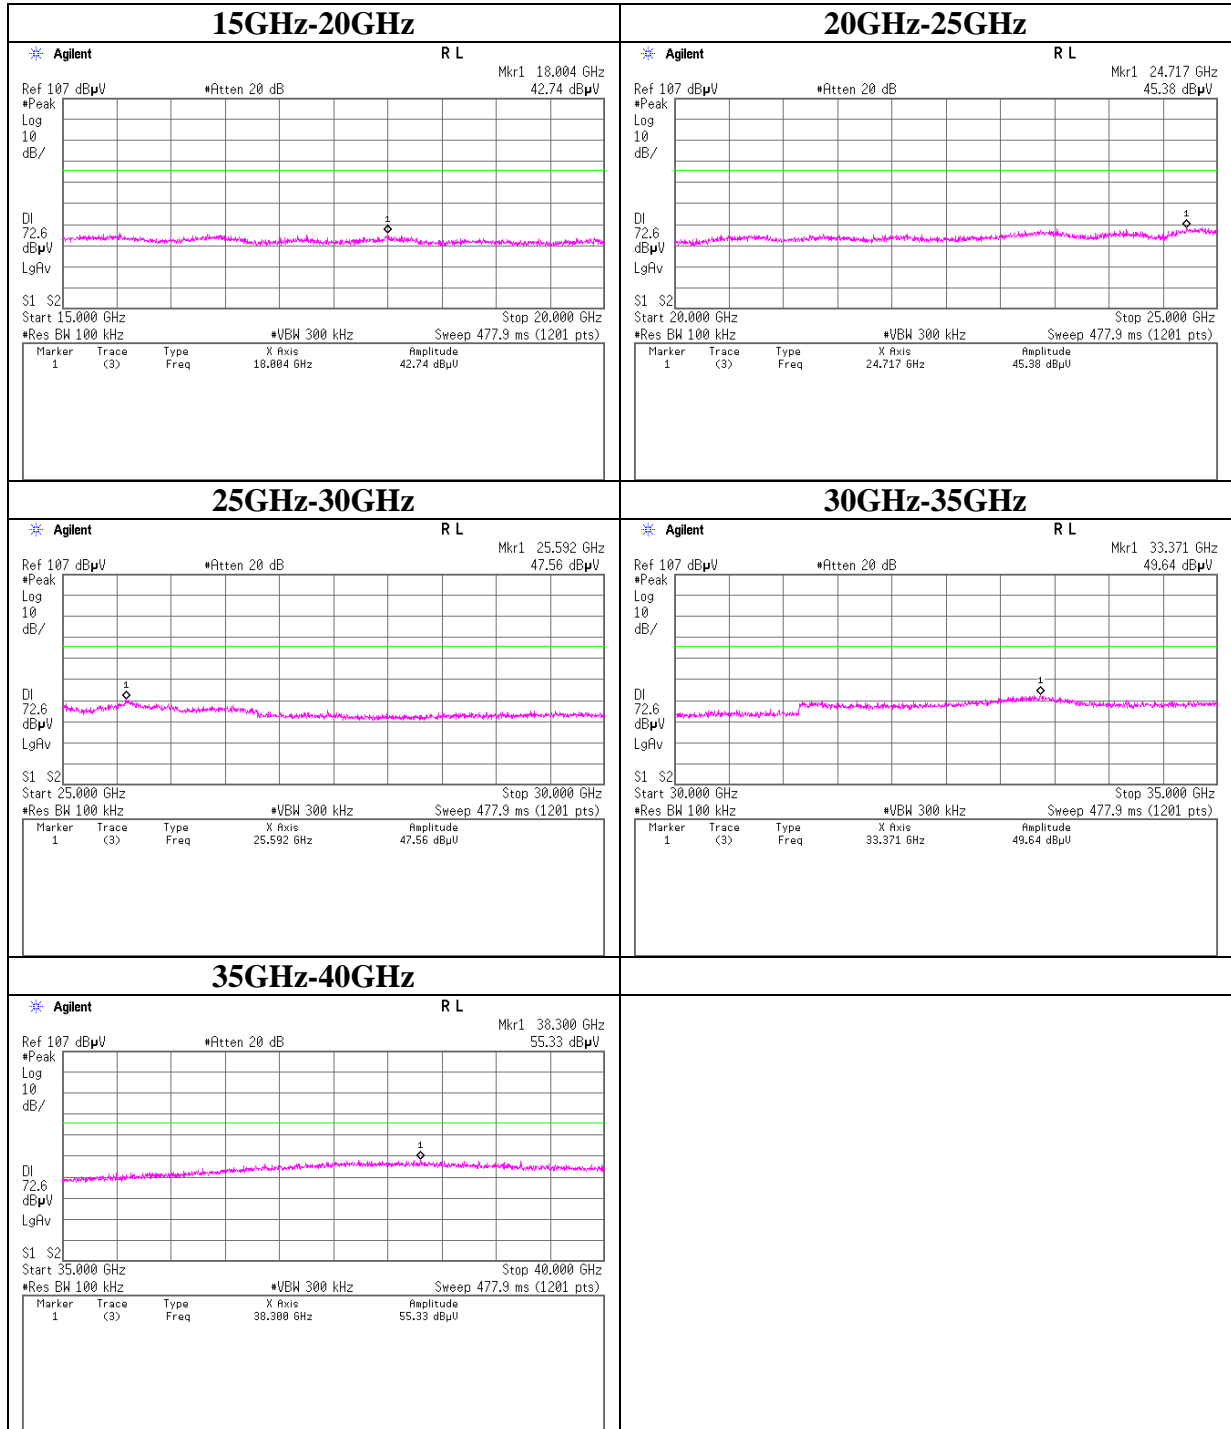 15GHz-20GHz
Agilent R L
Mkr1 18.004 GHz
Ref 107 dBµV #Atten 20 dB 42.74 dBµV
#Peak
Log
10
dB/
1
DI
72.6
dBµV
LgAv
S1 S2
Start 15.000 GHz Stop 20.000 GHz
#Res BW 100 kHz #VBW 300 kHz Sweep 477.9 ms (1201 pts)
Marker Trace Type X Axis Amplitude
1 (3) Freq 18.004 GHz 42.74 dBµV
20GHz-25GHz
Agilent R L
Mkr1 24.717 GHz
Ref 107 dBµV #Atten 20 dB 45.38 dBµV
#Peak
Log
10
dB/
1
DI
72.6
dBµV
LgAv
S1 S2
Start 20.000 GHz Stop 25.000 GHz
#Res BW 100 kHz #VBW 300 kHz Sweep 477.9 ms (1201 pts)
Marker Trace Type X Axis Amplitude
1 (3) Freq 24.717 GHz 45.38 dBµV
25GHz-30GHz
Agilent R L
Mkr1 25.592 GHz
Ref 107 dBµV #Atten 20 dB 47.56 dBµV
#Peak
Log
10
dB/
1
DI
72.6
dBµV
LgAv
S1 S2
Start 25.000 GHz Stop 30.000 GHz
#Res BW 100 kHz #VBW 300 kHz Sweep 477.9 ms (1201 pts)
Marker Trace Type X Axis Amplitude
1 (3) Freq 25.592 GHz 47.56 dBµV
30GHz-35GHz
Agilent R L
Mkr1 33.371 GHz
Ref 107 dBµV #Atten 20 dB 49.64 dBµV
#Peak
Log
10
dB/
1
DI
72.6
dBµV
LgAv
S1 S2
Start 30.000 GHz Stop 35.000 GHz
#Res BW 100 kHz #VBW 300 kHz Sweep 477.9 ms (1201 pts)
Marker Trace Type X Axis Amplitude
1 (3) Freq 33.371 GHz 49.64 dBµV
35GHz-40GHz
Agilent R L
Mkr1 38.300 GHz
Ref 107 dBµV #Atten 20 dB 55.33 dBµV
#Peak
Log
10
dB/
1
DI
72.6
dBµV
LgAv
S1 S2
Start 35.000 GHz Stop 40.000 GHz
#Res BW 100 kHz #VBW 300 kHz Sweep 477.9 ms (1201 pts)
Marker Trace Type X Axis Amplitude
1 (3) Freq 38.300 GHz 55.33 dBµV